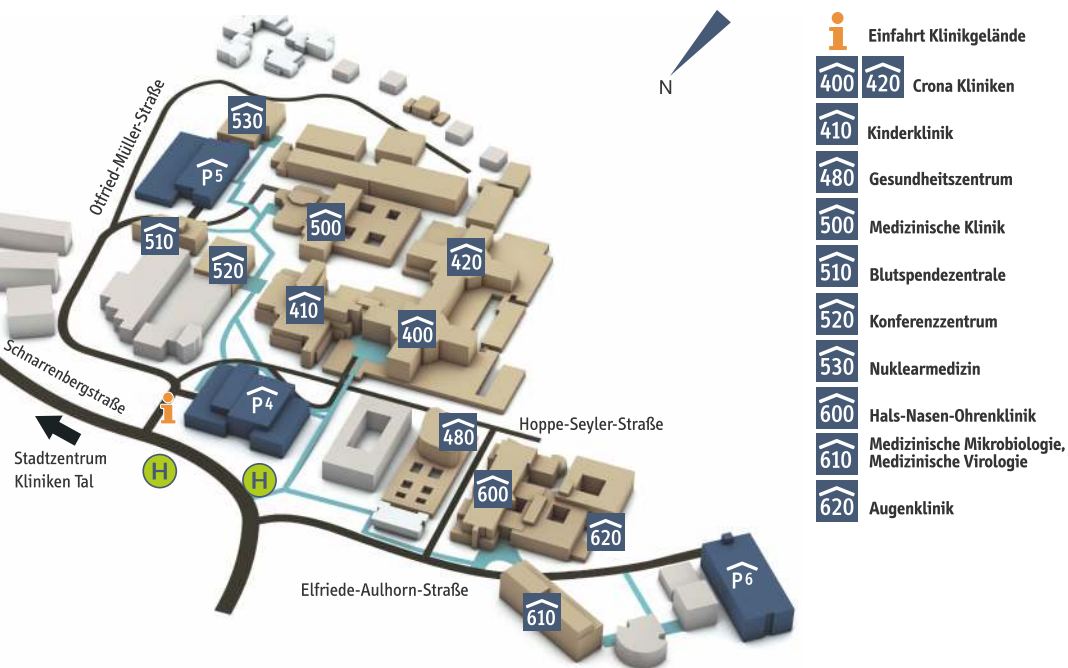 N
Otfried-Müller-Straße
530
P5
500
510
520
420
410
400
Schnarrenbergstraße
P4
i
Hoppe-Seyler-Straße
480
Stadtzentrum
Kliniken Tal
H
H
600
620
Elfriede-Aulhorn-Straße
P6
610
i Einfahrt Klinikgelände
400 420 Crona Kliniken
410 Kinderklinik
480 Gesundheitszentrum
500 Medizinische Klinik
510 Blutspendezentrale
520 Konferenzzentrum
530 Nuklearmedizin
600 Hals-Nasen-Ohrenklinik
610 Medizinische Mikrobiologie,
Medizinische Virologie
620 Augenklinik